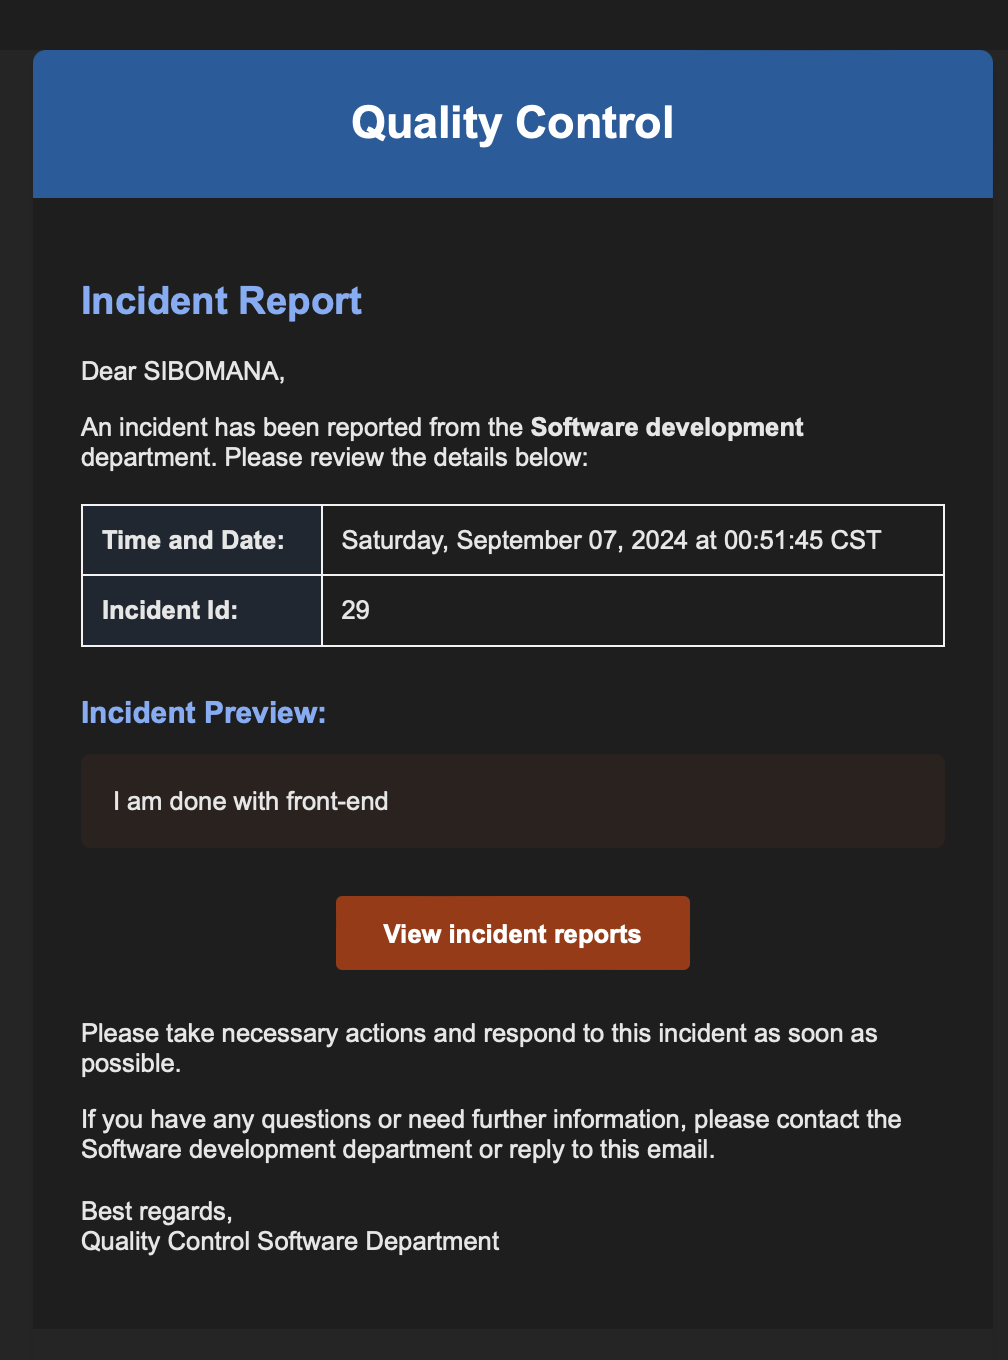 Quality Control
Incident Report
Dear SIBOMANA,
An incident has been reported from the Software development
department. Please review the details below:
Time and Date: Saturday, September 07, 2024 at 00:51:45 CST
Incident Id: 29
Incident Preview:
I am done with front-end
View incident reports
Please take necessary actions and respond to this incident as soon as
possible.
If you have any questions or need further information, please contact the
Software development department or reply to this email.
Best regards,
Quality Control Software Department